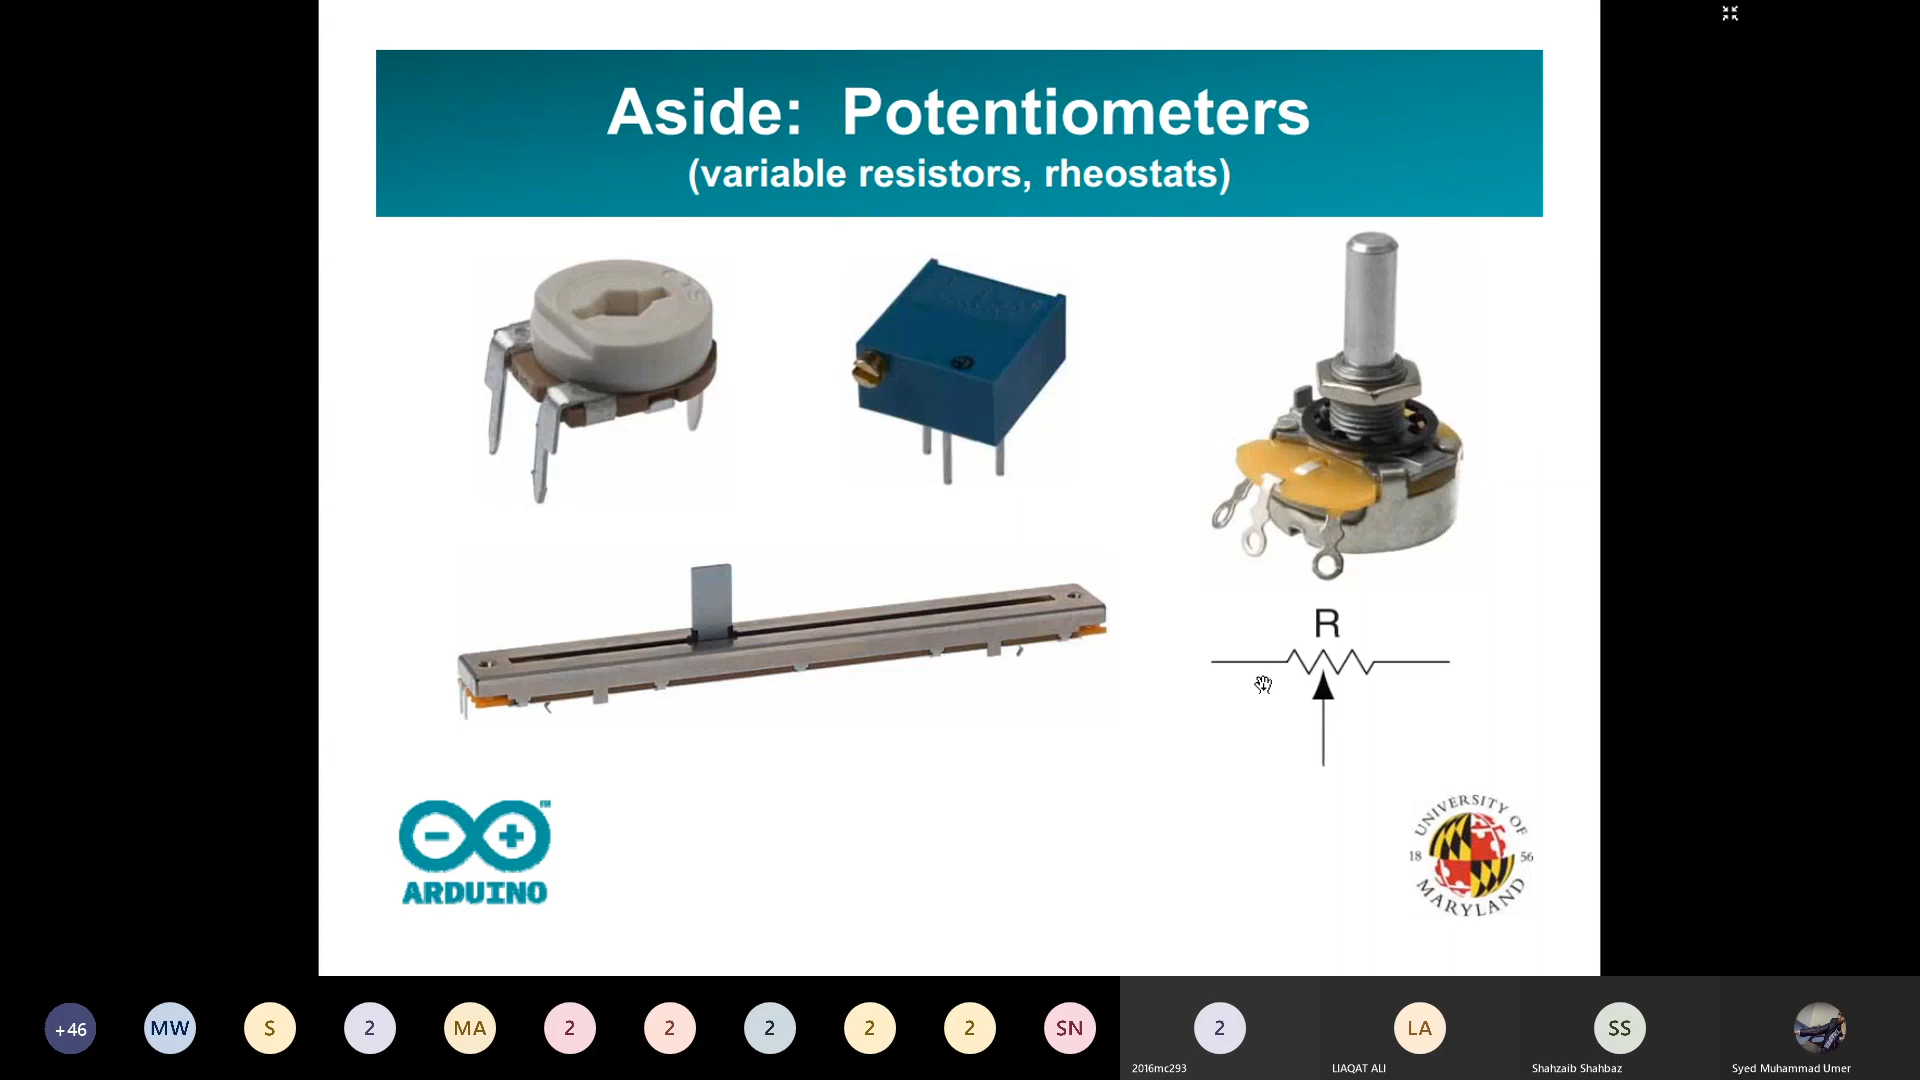 Aside: Potentiometers
(variable resistors, rheostats)
R
ARDUINO
TM
UNIVERSITY OF
18 56
MARYLAND
+46
MW
S
2
MA
2
2
2
2
2
SN
2
LA
SS
2016mc293
LIAQAT ALI
Shahzaib Shahbaz
Syed Muhammad Umer